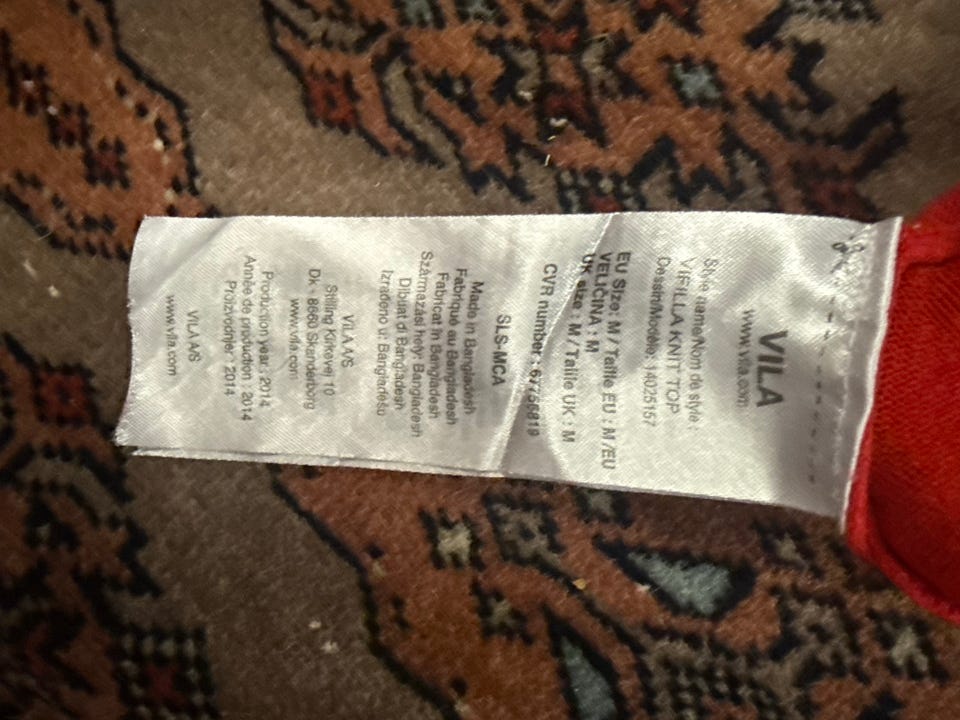 VILA
www.vila.com
Style name/Nom de style :
VIFILLA KNIT TOP
Dessin/Modèle: 14025157
EU Size: M / Taille EU : M /EU
VELIČINA : M
UK size : M / Taille UK : M
CVR number : 67756819
SLS-MCA
Made in Bangladesh
Fabriqué au Bangladesh
Fabricat în Bangladesh
Származási hely: Bangladesh
Dibuat di Bangladesh
Izrađeno u: Bangladešu
VILA A/S
Stilling Kirkevej 10
Dk - 8660 Skanderborg
www.vila.com
Production year: 2014
Année de production : 2014
Proizvodnje: 2014
VILA A/S
www.vila.com